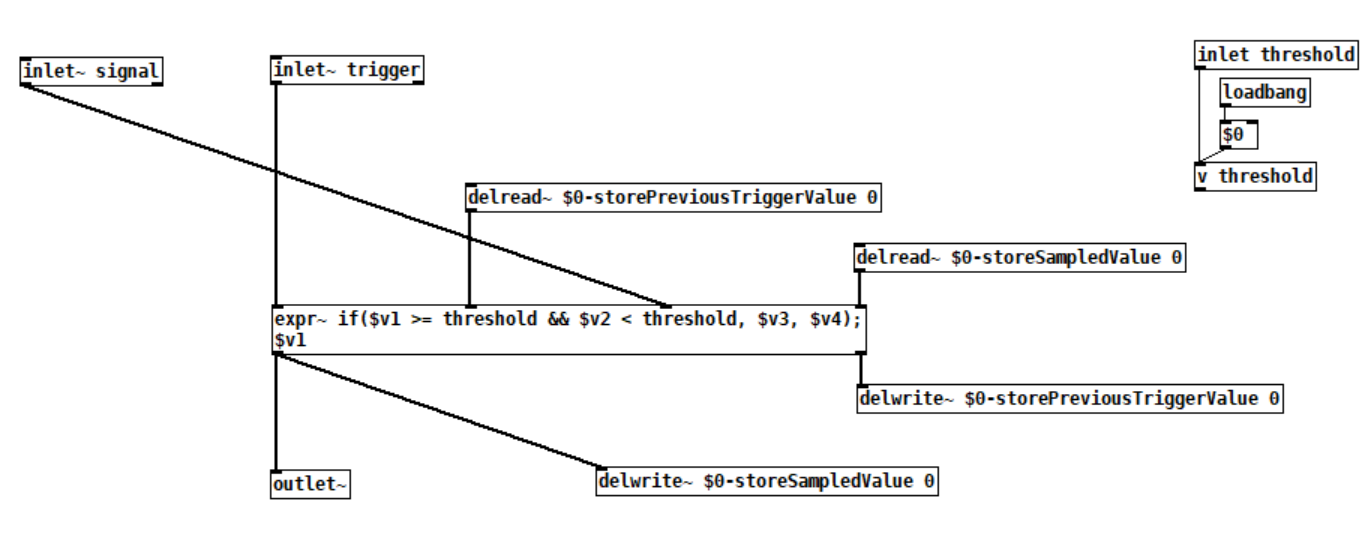 inlet~ signal
inlet~ trigger
inlet threshold
loadbang
$0
v threshold
delread~ $0-storePreviousTriggerValue 0
delread~ $0-storeSampledValue 0
expr~ if($v1 >= threshold && $v2 < threshold, $v3, $v4);
$v1
delwrite~ $0-storePreviousTriggerValue 0
delwrite~ $0-storeSampledValue 0
outlet~